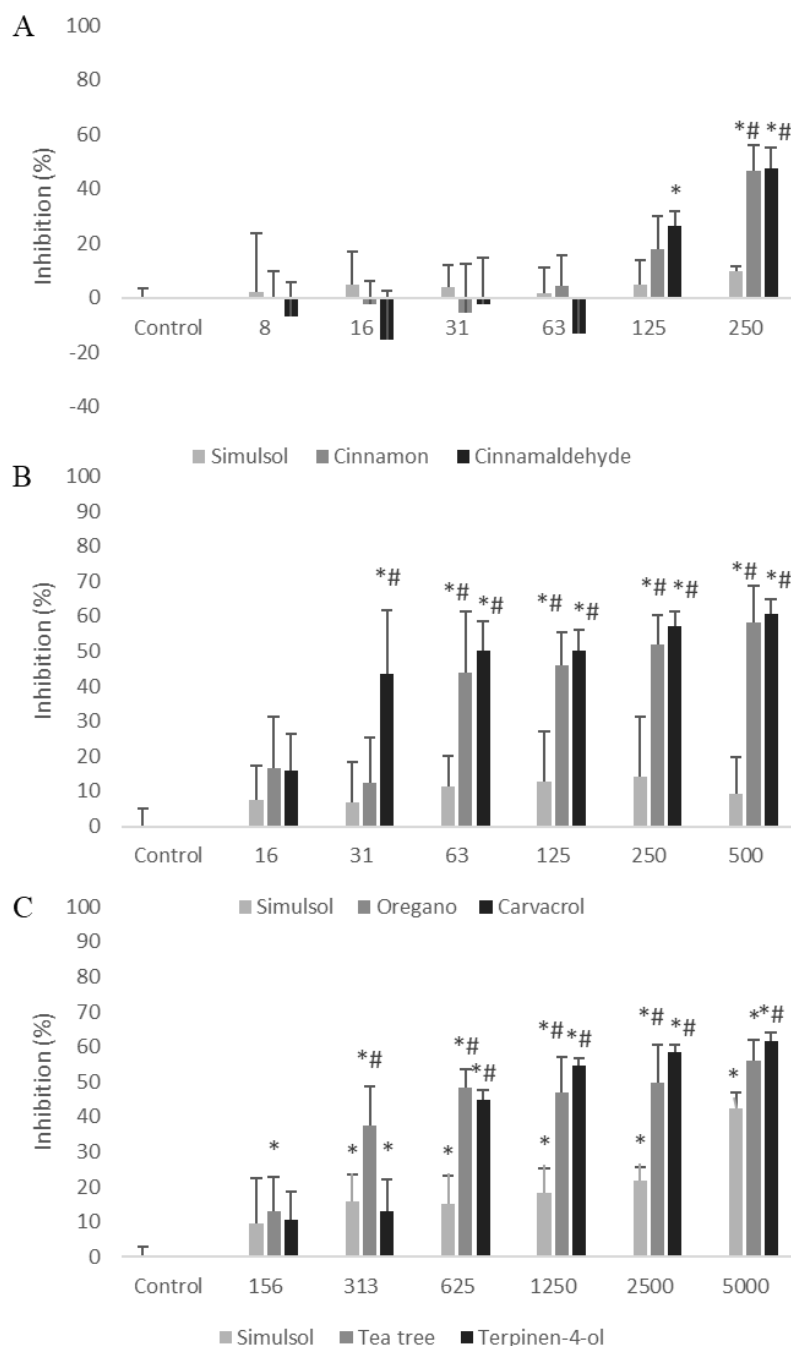 A
100
80
60
40
20
0
-20
-40
Inhibition (%)
*# *#
*
Control 8 16 31 63 125 250
Simulsol Cinnamon Cinnamaldehyde
B
100
90
80
70
60
50
40
30
20
10
0
Inhibition (%)
*# *# *# *# *# *# *# *# *#
Control 16 31 63 125 250 500
Simulsol Oregano Carvacrol
C
100
90
80
70
60
50
40
30
20
10
0
Inhibition (%)
* * *# * * *# *# * *# *# * *# *# * * *#
Control 156 313 625 1250 2500 5000
Simulsol Tea tree Terpinen-4-ol